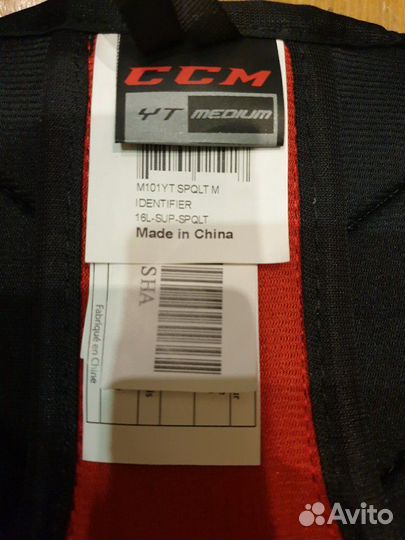 CCM
YT MEDIUM
M101YT SPQLT M
IDENTIFIER
16L-SUP-SPQLT
Made in China
SHA
Fabriqué en Chine
Avito